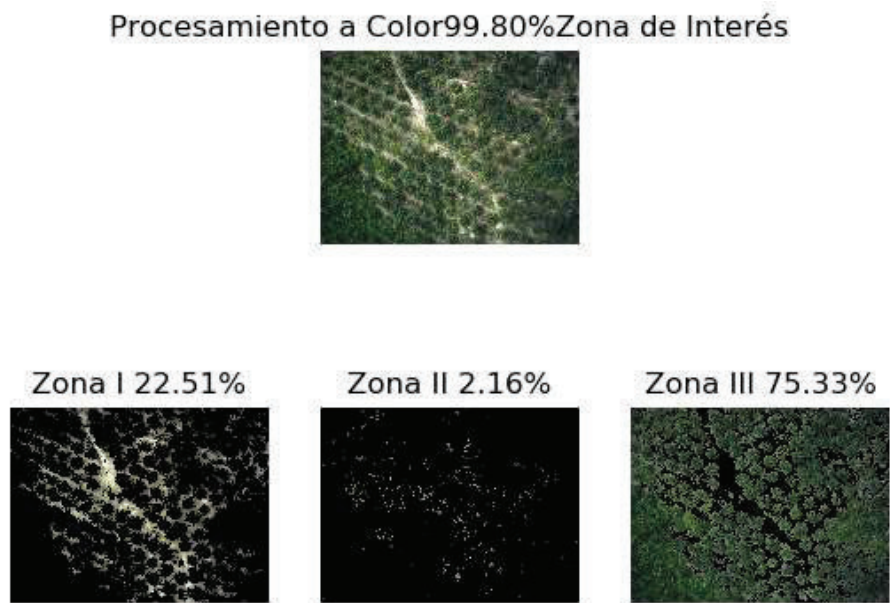 Procesamiento a Color99.80%Zona de Interés
Zona I 22.51%
Zona II 2.16%
Zona III 75.33%